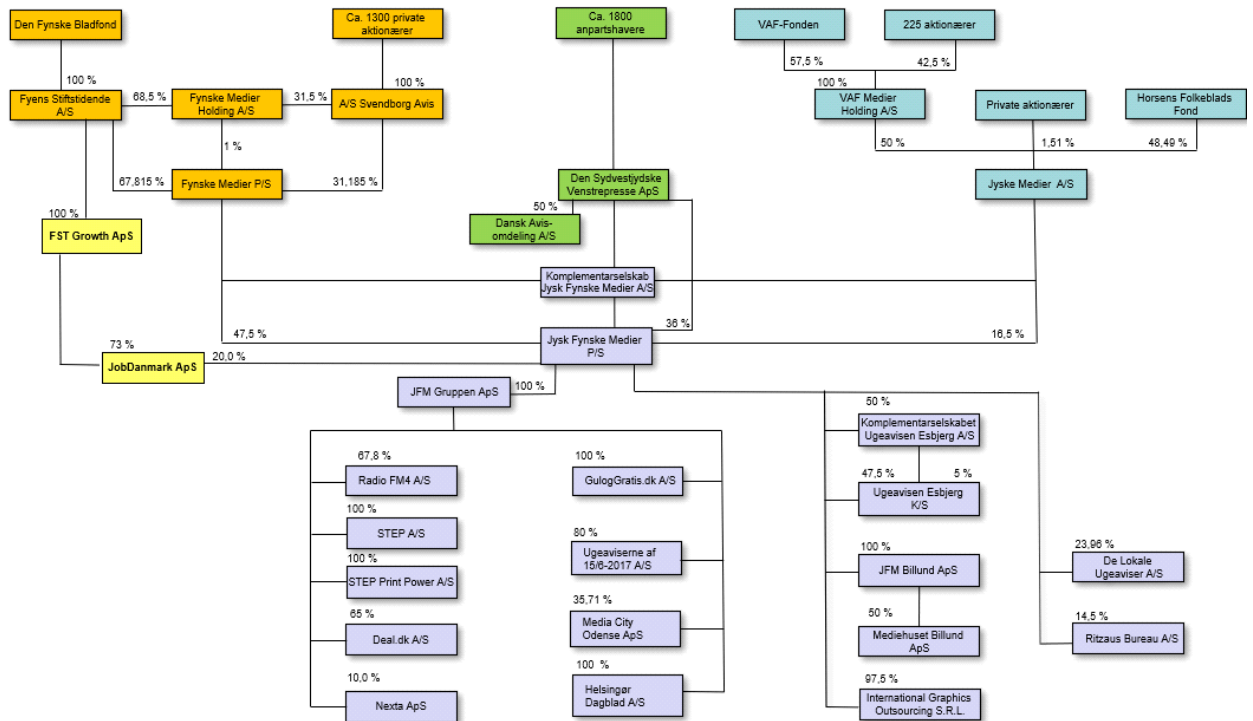 Den Fynske Bladfond
Ca. 1300 private
aktionærer
Ca. 1800
anpartshavere
VAF-Fonden
225 aktionærer
100 %
100 %
57,5 %
42,5 %
100 %
Fyens Stiftstidende
A/S
68,5 %
Fynske Medier
Holding A/S
31,5 %
A/S Svendborg Avis
VAF Medier
Holding A/S
Private aktionærer
Horsens Folkeblads
Fond
1 %
50 %
1,51 %
48,49 %
67,815 %
Fynske Medier P/S
31,185 %
Den Sydvestjydske
Venstrepresse ApS
Jyske Medier A/S
100 %
FST Growth ApS
50 %
Dansk Avis-
omdeling A/S
Komplementarselskab
Jysk Fynske Medier A/S
47,5 %
36 %
16,5 %
Jysk Fynske Medier
P/S
73 %
JobDanmark ApS
20,0 %
JFM Gruppen ApS
100 %
50 %
Komplementarselskabet
Ugeavisen Esbjerg A/S
67,8 %
Radio FM4 A/S
100 %
GulogGratis.dk A/S
47,5 %
5 %
Ugeavisen Esbjerg
K/S
100 %
STEP A/S
80 %
Ugeaviserne af
15/6-2017 A/S
100 %
STEP Print Power A/S
100 %
JFM Billund ApS
23,96 %
De Lokale
Ugeaviser A/S
65 %
Deal.dk A/S
35,71 %
Media City
Odense ApS
50 %
Mediehuset Billund
ApS
14,5 %
Ritzaus Bureau A/S
10,0 %
Nexta ApS
100 %
Helsingør
Dagblad A/S
97,5 %
International Graphics
Outsourcing S.R.L.